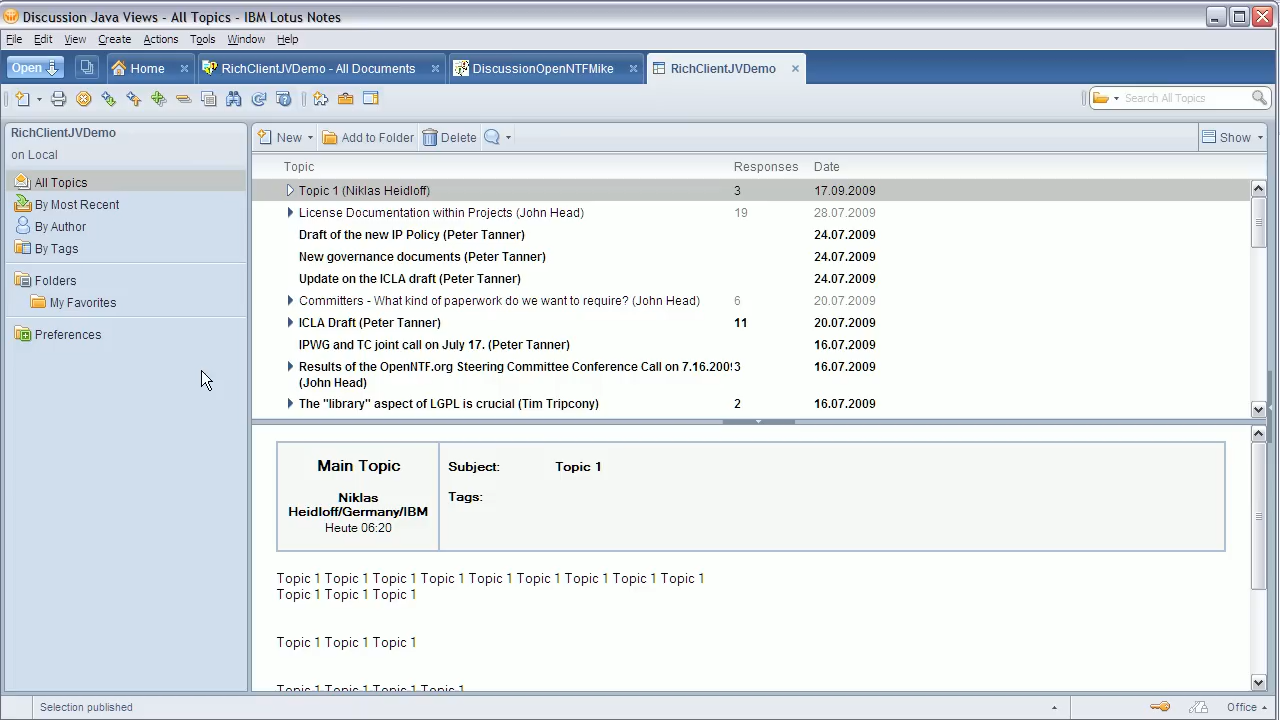 Discussion Java Views - All Topics - IBM Lotus Notes
File Edit View Create Actions Tools Window Help
Open Home RichClientJVDemo - All Documents DiscussionOpenNTFMike RichClientJVDemo
Search All Topics
RichClientJVDemo
on Local
All Topics
By Most Recent
By Author
By Tags
Folders
My Favorites
Preferences
New Add to Folder Delete Show
Topic Responses Date
Topic 1 (Niklas Heidloff) 3 17.09.2009
License Documentation within Projects (John Head) 19 28.07.2009
Draft of the new IP Policy (Peter Tanner) 24.07.2009
New governance documents (Peter Tanner) 24.07.2009
Update on the ICLA draft (Peter Tanner) 24.07.2009
Committers - What kind of paperwork do we want to require? (John Head) 6 20.07.2009
ICLA Draft (Peter Tanner) 11 20.07.2009
IPWG and TC joint call on July 17. (Peter Tanner) 16.07.2009
Results of the OpenNTF.org Steering Committee Conference Call on 7.16.2009 3 16.07.2009
(John Head)
The "library" aspect of LGPL is crucial (Tim Tripcony) 2 16.07.2009
Main Topic
Niklas
Heidloff/Germany/IBM
Heute 06:20
Subject: Topic 1
Tags:
Topic 1 Topic 1 Topic 1 Topic 1 Topic 1 Topic 1 Topic 1 Topic 1 Topic 1
Topic 1 Topic 1 Topic 1
Topic 1 Topic 1 Topic 1
Topic 1 Topic 1 Topic 1 Topic 1
Selection published Office